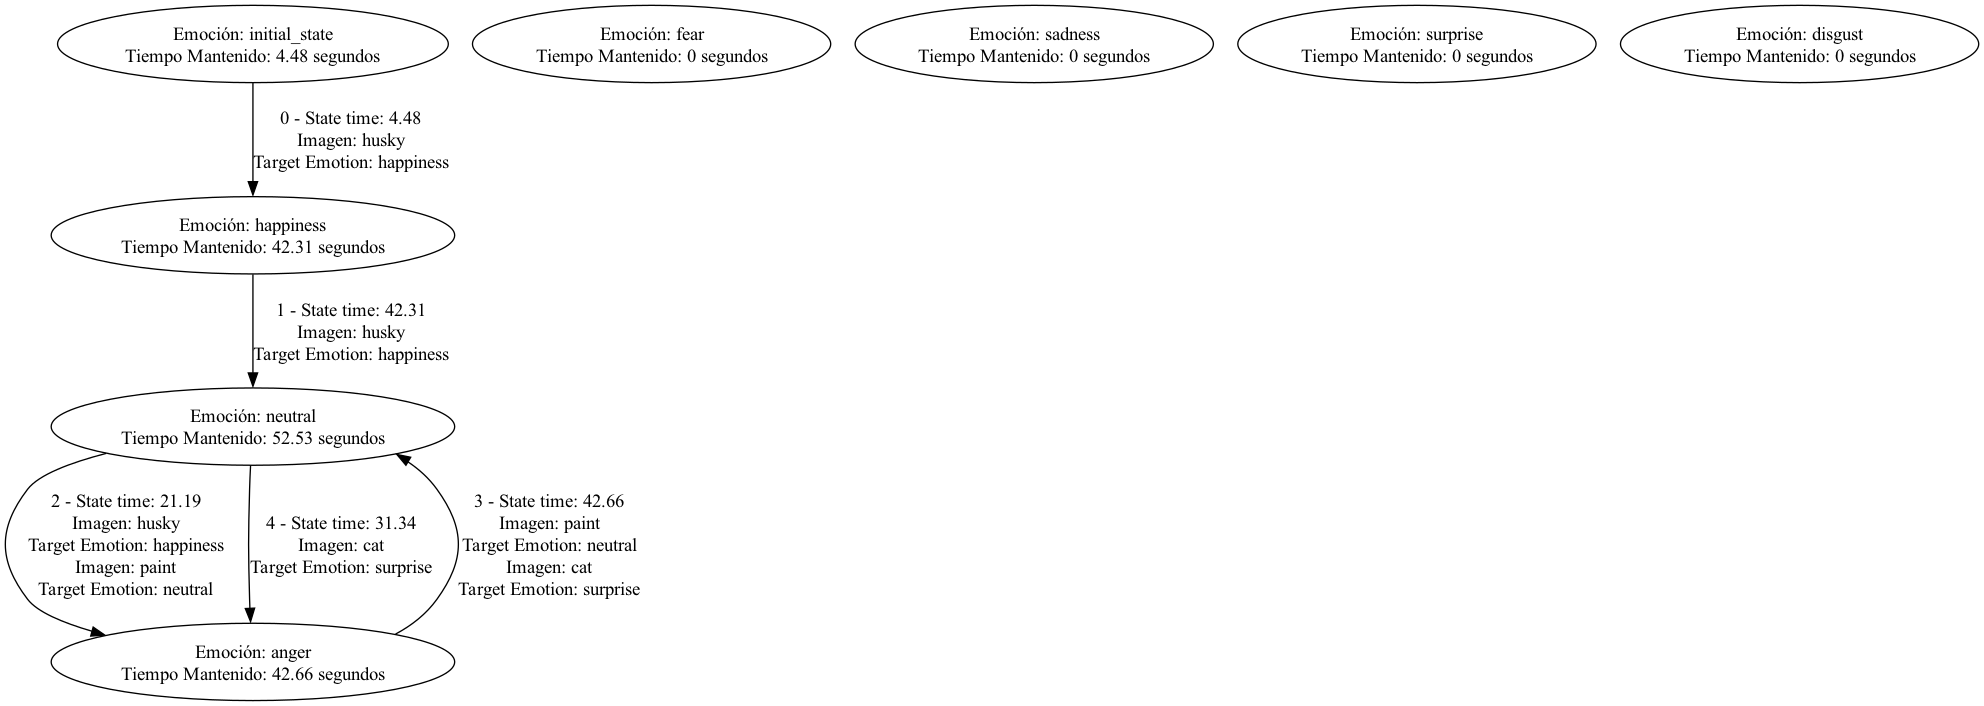 Emoción: initial_state
Tiempo Mantenido: 4.48 segundos
Emoción: fear
Tiempo Mantenido: 0 segundos
Emoción: sadness
Tiempo Mantenido: 0 segundos
Emoción: surprise
Tiempo Mantenido: 0 segundos
Emoción: disgust
Tiempo Mantenido: 0 segundos
0 - State time: 4.48
Imagen: husky
Target Emotion: happiness
Emoción: happiness
Tiempo Mantenido: 42.31 segundos
1 - State time: 42.31
Imagen: husky
Target Emotion: happiness
Emoción: neutral
Tiempo Mantenido: 52.53 segundos
2 - State time: 21.19
Imagen: husky
Target Emotion: happiness
Imagen: paint
Target Emotion: neutral
4 - State time: 31.34
Imagen: cat
Target Emotion: surprise
3 - State time: 42.66
Imagen: paint
Target Emotion: neutral
Imagen: cat
Target Emotion: surprise
Emoción: anger
Tiempo Mantenido: 42.66 segundos